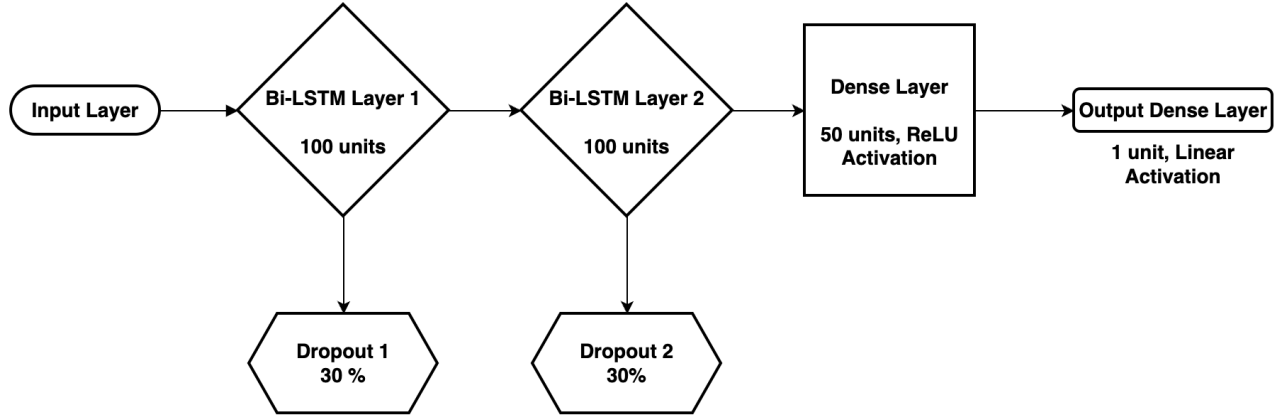 Input Layer
Bi-LSTM Layer 1
100 units
Bi-LSTM Layer 2
100 units
Dense Layer
50 units, ReLU
Activation
Output Dense Layer
1 unit, Linear
Activation
Dropout 1
30 %
Dropout 2
30%